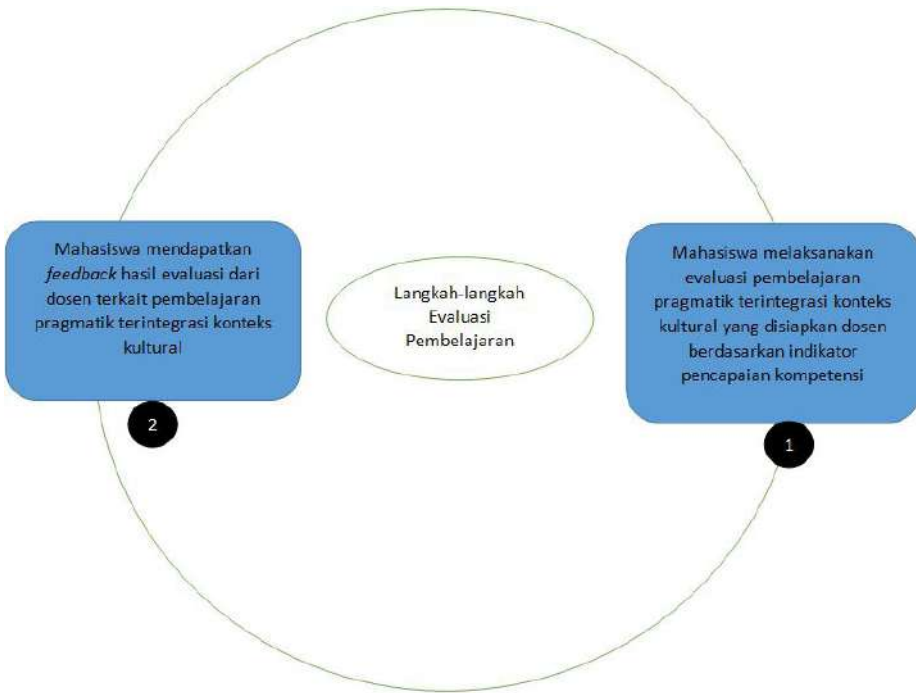 Mahasiswa mendapatkan
feedback hasil evaluasi dari
dosen terkait pembelajaran
pragmatik terintegrasi konteks
kultural
2
Langkah-langkah
Evaluasi
Pembelajaran
Mahasiswa melaksanakan
evaluasi pembelajaran
pragmatik terintegrasi konteks
kultural yang disiapkan dosen
berdasarkan indikator
pencapaian kompetensi
1